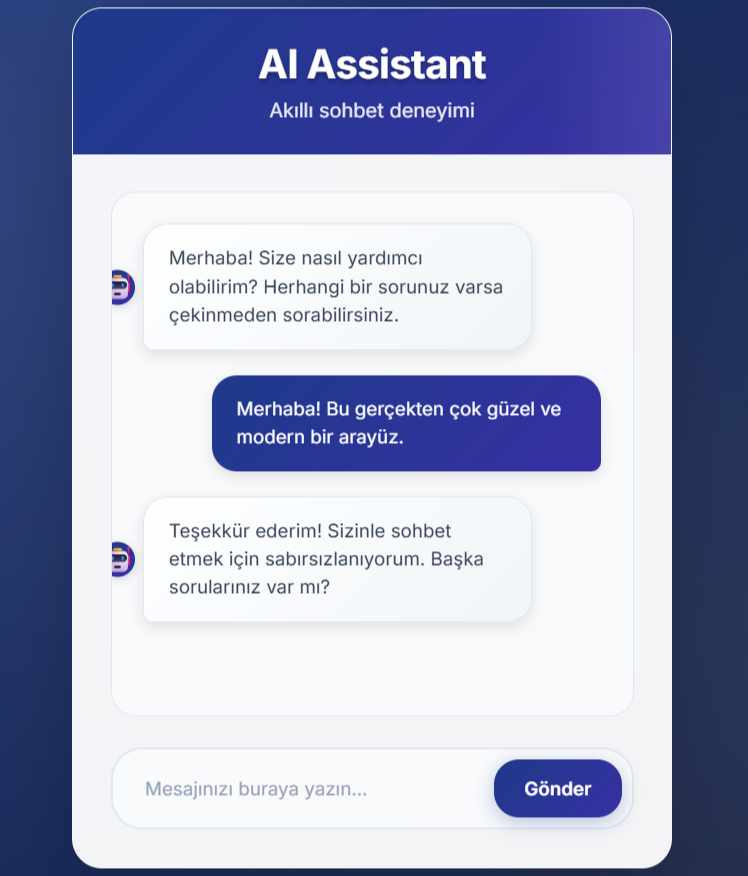 AI Assistant
Akıllı sohbet deneyimi
Merhaba! Size nasıl yardımcı
olabilirim? Herhangi bir sorunuz varsa
çekinmeden sorabilirsiniz.
Merhaba! Bu gerçekten çok güzel ve
modern bir arayüz.
Teşekkür ederim! Sizinle sohbet
etmek için sabırsızlanıyorum. Başka
sorularınız var mı?
Mesajınızı buraya yazın...
Gönder